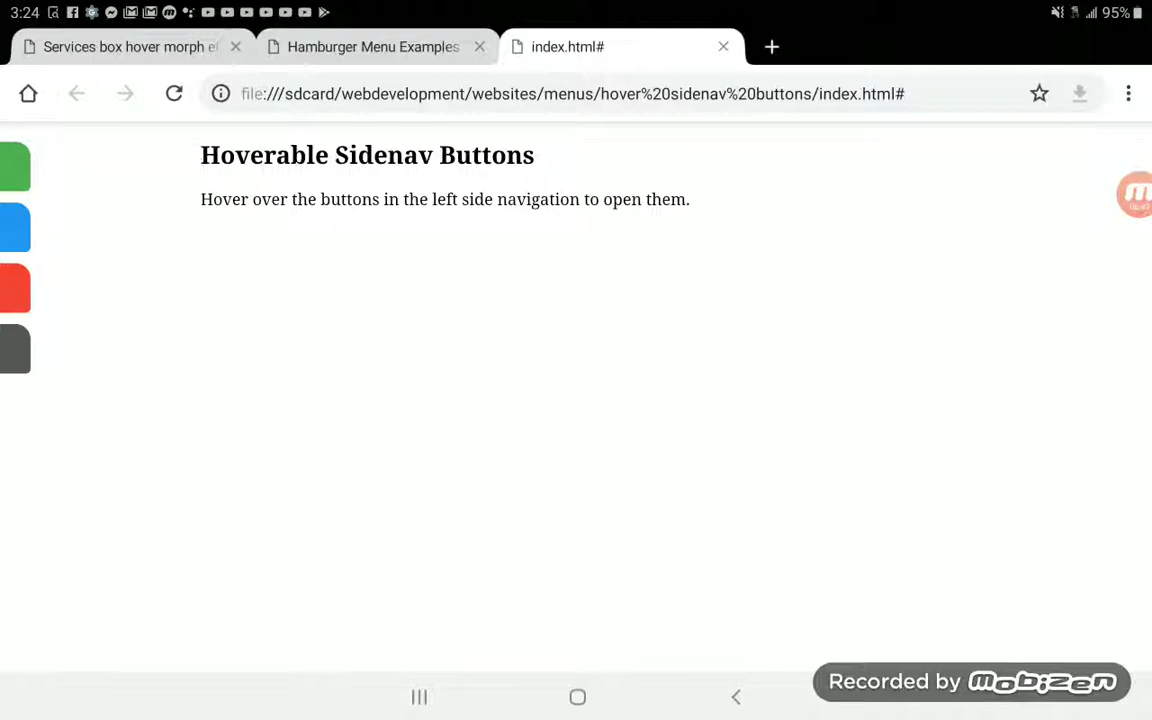 3:24
95%
Services box hover morph ef
Hamburger Menu Examples
index.html#
file:///sdcard/webdevelopment/websites/menus/hover%20sidenav%20buttons/index.html#
Hoverable Sidenav Buttons
Hover over the buttons in the left side navigation to open them.
Recorded by mobizen